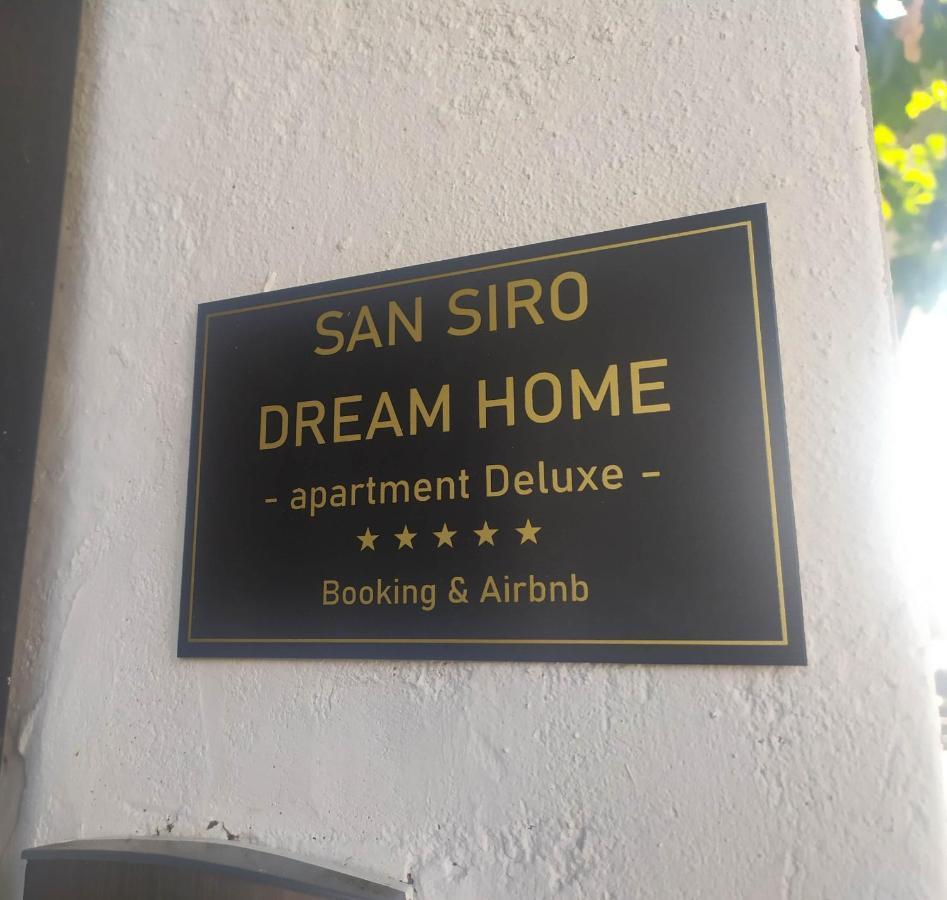 SAN SIRO
DREAM HOME
- apartment Deluxe -
★ ★ ★ ★ ★
Booking & Airbnb